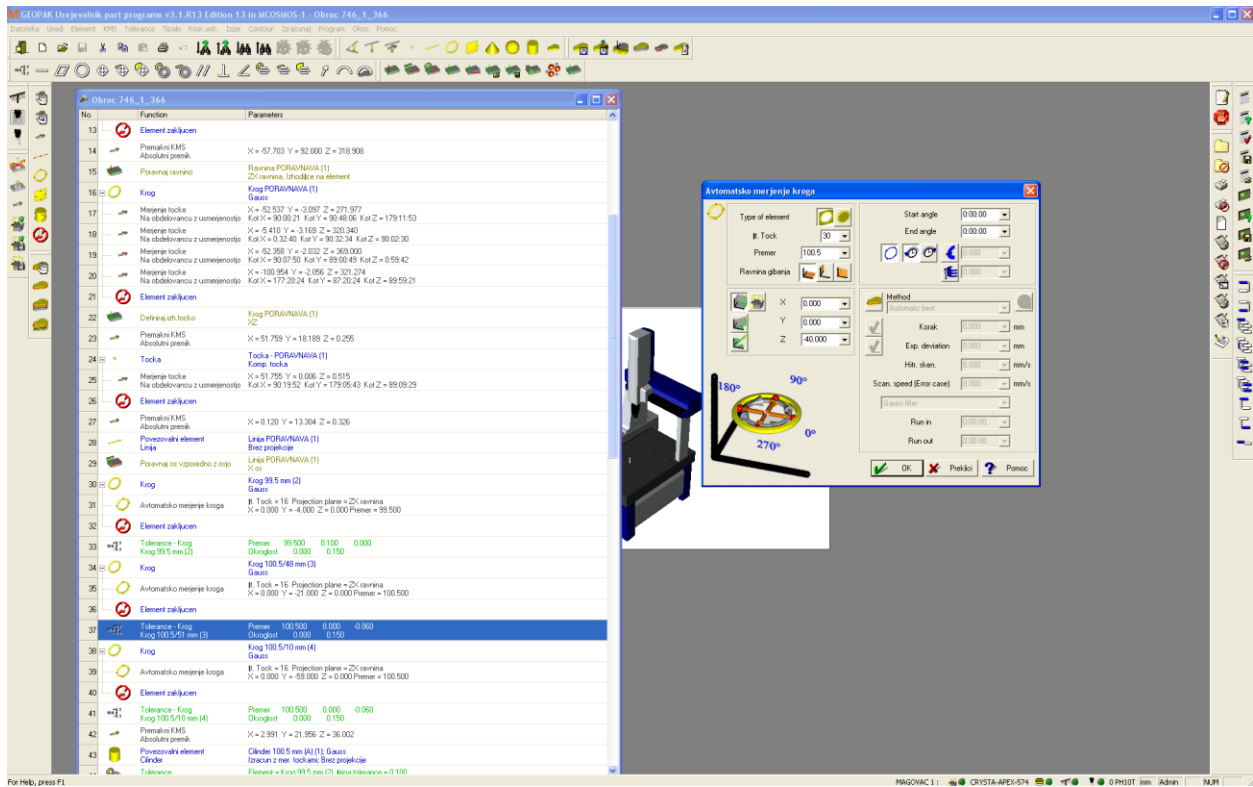 GEOPAK Urejevalnik part programo v3.1.R13 Edition 13 in MCOSMOS-1 - Obroc 746_1_366
Datoteka Uredi Element KMS Tolerance Tipalo Koor.sist. Izpis Contour Izracunaj Program Okno Pomoc
Obroc 746_1_366
No. Function Parameters
13 Element zakljucen
14 Premakni KMS
Absolutni premik X = -57.703 Y = 92.000 Z = 318.908
15 Poravnaj ravnino Ravnina PORAVNAVA (1)
ZX ravnina, Izhodjšce na element
16 Krog Krog PORAVNAVA (1)
Gauss
17 Merjenje tocke X = -52.537 Y = -3.097 Z = 271.977
Na obdelovancu z usmerjenostjo Kot X = 90:00:21 Kot Y = 90:48:06 Kot Z = 179:11:53
18 Merjenje tocke X = -5.410 Y = -3.169 Z = 320.340
Na obdelovancu z usmerjenostjo Kot X = 0:32:40 Kot Y = 90:32:34 Kot Z = 90:02:30
19 Merjenje tocke X = -52.358 Y = -2.032 Z = 369.000
Na obdelovancu z usmerjenostjo Kot X = 90:07:50 Kot Y = 89:00:49 Kot Z = 0:59:42
20 Merjenje tocke X = -100.954 Y = -2.056 Z = 321.274
Na obdelovancu z usmerjenostjo Kot X = 177:20:24 Kot Y = 87:20:24 Kot Z = 89:59:21
21 Element zakljucen
22 Definiraj izh.tocko Krog PORAVNAVA (1)
XZ
23 Premakni KMS
Absolutni premik X = 51.759 Y = 18.189 Z = 0.255
24 Tocka Tocka - PORAVNAVA (1)
Komp. tocka
25 Merjenje tocke X = 51.755 Y = 0.006 Z = 0.515
Na obdelovancu z usmerjenostjo Kot X = 90:19:52 Kot Y = 179:05:43 Kot Z = 89:09:29
26 Element zakljucen
27 Premakni KMS
Absolutni premik X = 0.120 Y = 13.304 Z = 0.326
28 Povezovalni element Linija PORAVNAVA (1)
Linija Brez projekcije
29 Poravnaj os vzporedno z osjo Linija PORAVNAVA (1)
X os
30 Krog Krog 99.5 mm (2)
Gauss
31 Avtomatsko merjenje kroga Jt. Tock = 16 Projection plane = ZX ravnina
X = 0.000 Y = -4.000 Z = 0.000 Premer = 99.500
32 Element zakljucen
33 Tolerance - Krog Premer 99.500 0.100 0.000
Krog 99.5 mm (2) Okroglost 0.000 0.150
34 Krog Krog 100.5/48 mm (3)
Gauss
35 Avtomatsko merjenje kroga Jt. Tock = 16 Projection plane = ZX ravnina
X = 0.000 Y = -21.000 Z = 0.000 Premer = 100.500
36 Element zakljucen
37 Tolerance - Krog Premer 100.500 0.000 -0.060
Krog 100.5/51 mm (3) Okroglost 0.000 0.150
38 Krog Krog 100.5/10 mm (4)
Gauss
39 Avtomatsko merjenje kroga Jt. Tock = 16 Projection plane = ZX ravnina
X = 0.000 Y = -59.000 Z = 0.000 Premer = 100.500
40 Element zakljucen
41 Tolerance - Krog Premer 100.500 0.000 -0.060
Krog 100.5/10 mm (4) Okroglost 0.000 0.150
42 Premakni KMS
Absolutni premik X = 2.991 Y = 21.956 Z = 36.002
43 Povezovalni element Cilinder 100.5 mm (A) (1); Gauss
Cilinder Izracun z mer. tockami; Brez projekcije
Tolerance Element = Krog 99.5 mm (2) tolerance = 0.100
Avtomatsko merjenje kroga
Type of element
Jt. Tock 30
Premer 100.5
Ravnina gibanja
X 0.000
Y 0.000
Z -40.000
180° 90° 0° 270°
Start angle 0:00:00
End angle 0:00:00
0.000
0.000
Method
Automatic best
Korak 0.000 mm
Exp. deviation 0.000 mm
Hitr. sken. 0.000 mm/s
Scan. speed (Error case) 0.000 mm/s
Gauss filter
Run in 0:00:00
Run out 0:00:00
OK Preklici Pomoc
For Help, press F1
MAGOVAC 1 : CRYSTA-APEX-574 0 PH10T mm Admin NUM